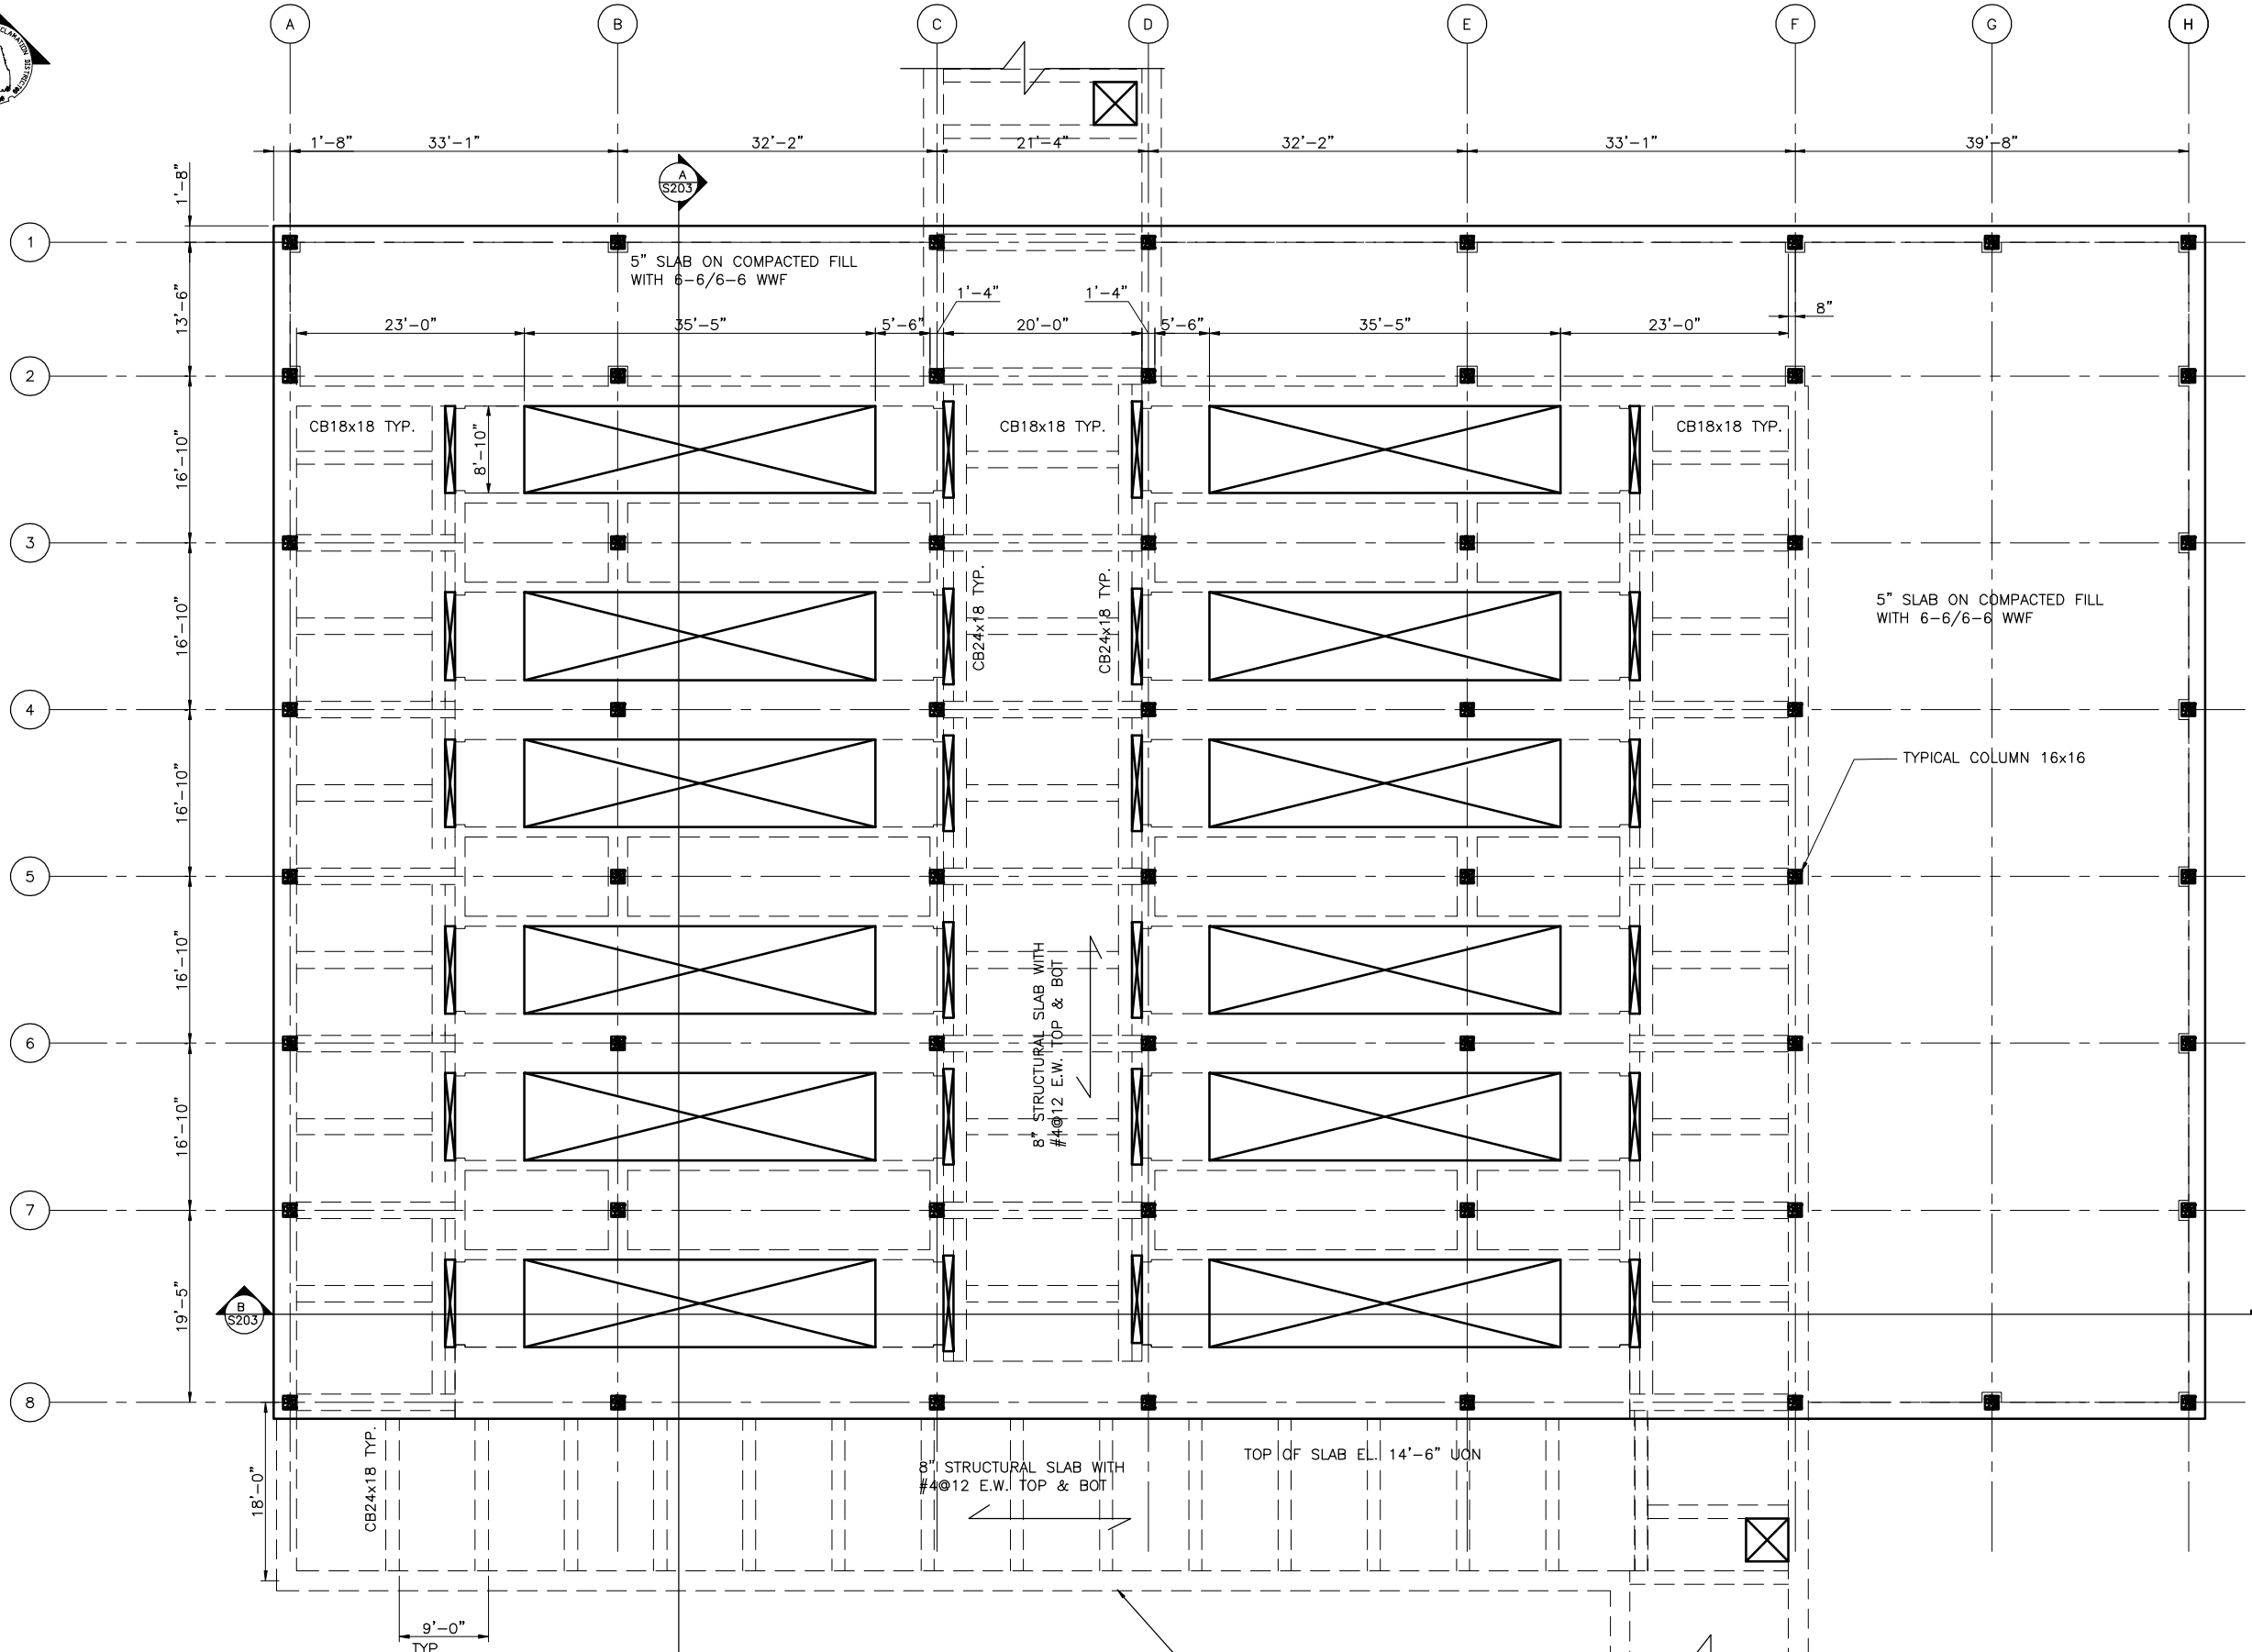 CLAMATION DISTRICT
A
B
C
D
E
F
G
H
1'-8"
33'-1"
32'-2"
21'-4"
32'-2"
33'-1"
39'-8"
1'-8"
A
S203
1
5" SLAB ON COMPACTED FILL
WITH 6-6/6-6 WWF
13'-6"
1'-4"
1'-4"
8"
23'-0"
35'-5"
5'-6"
20'-0"
5'-6"
35'-5"
23'-0"
2
CB18x18 TYP.
8'-10"
CB18x18 TYP.
CB18x18 TYP.
16'-10"
3
CB24x18 TYP.
CB24x18 TYP.
16'-10"
5" SLAB ON COMPACTED FILL
WITH 6-6/6-6 WWF
4
TYPICAL COLUMN 16x16
16'-10"
5
16'-10"
8" STRUCTURAL SLAB WITH
#4@12 E.W. TOP & BOT
6
16'-10"
7
19'-5"
B
S203
8
CB24x18 TYP.
18'-0"
8" STRUCTURAL SLAB WITH
#4@12 E.W. TOP & BOT
TOP OF SLAB EL. 14'-6" UON
9'-0"
TYP